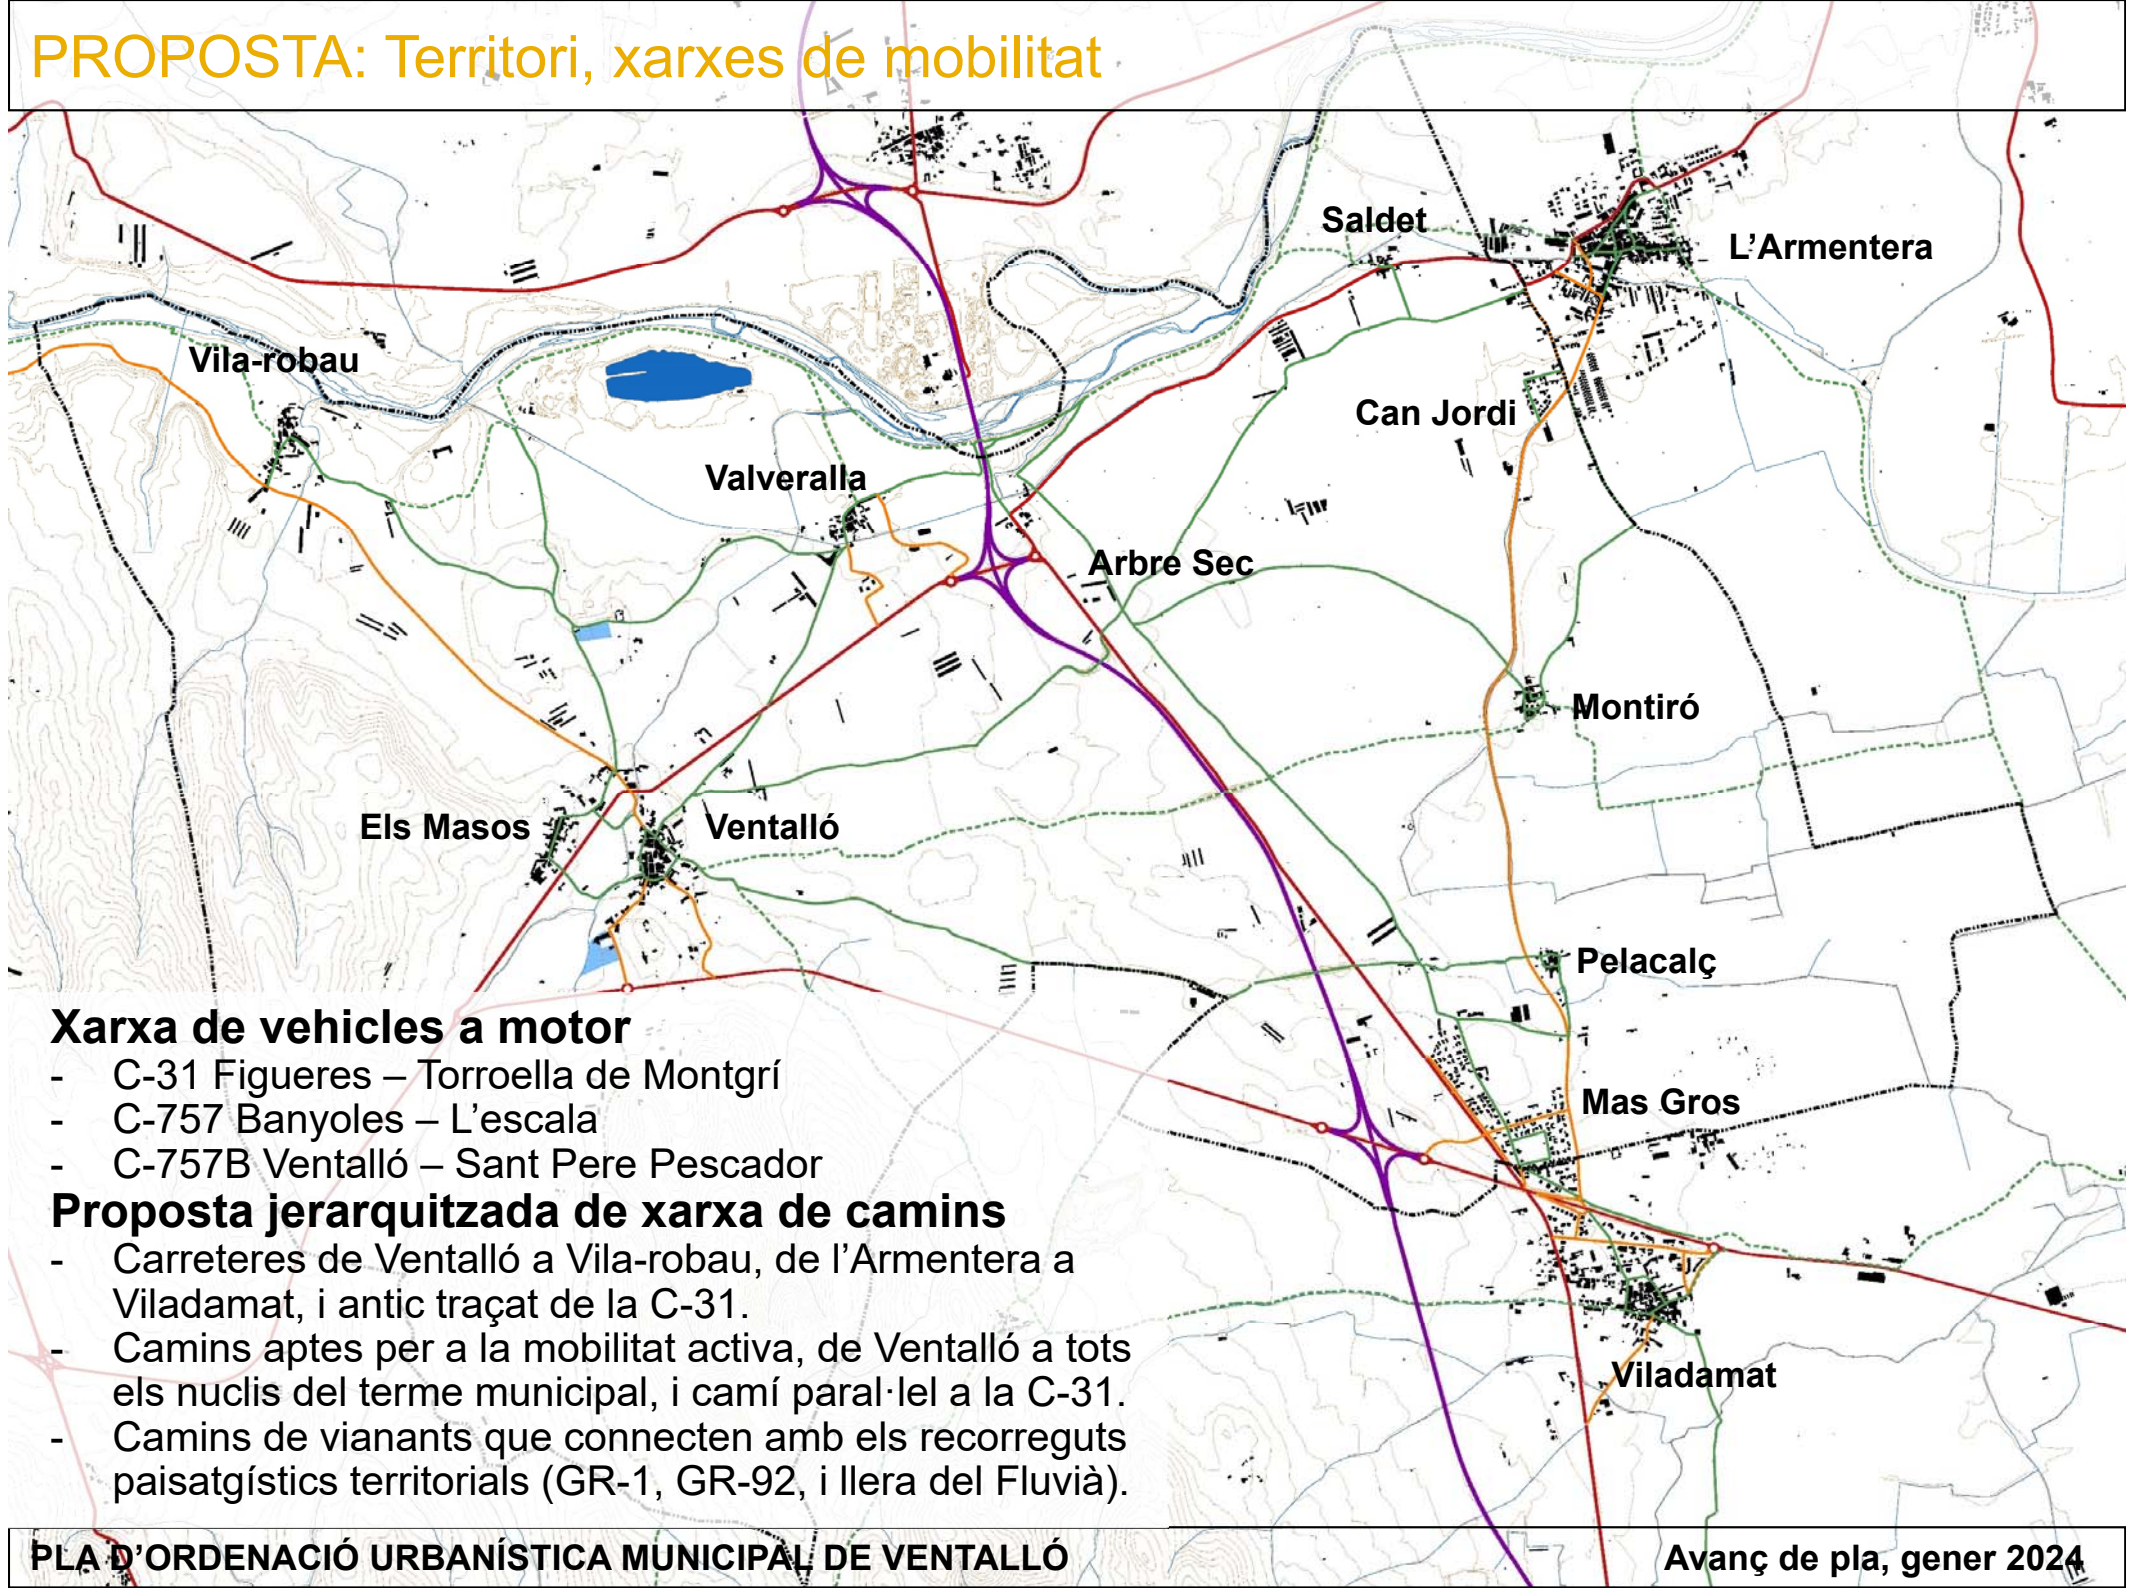 PROPOSTA: Territori, xarxes de mobilitat
Saldet
L'Armentera
Vila-robau
Can Jordi
Valveralla
Arbre Sec
Montiró
Els Masos
Ventalló
Pelacalç
Mas Gros
Viladamat
Xarxa de vehicles a motor
- C-31 Figueres – Torroella de Montgrí
- C-757 Banyoles – L'escala
- C-757B Ventalló – Sant Pere Pescador
Proposta jerarquitzada de xarxa de camins
- Carreteres de Ventalló a Vila-robau, de l'Armentera a
Viladamat, i antic traçat de la C-31.
- Camins aptes per a la mobilitat activa, de Ventalló a tots
els nuclis del terme municipal, i camí paral·lel a la C-31.
- Camins de vianants que connecten amb els recorreguts
paisatgístics territorials (GR-1, GR-92, i llera del Fluvià).
PLA D'ORDENACIÓ URBANÍSTICA MUNICIPAL DE VENTALLÓ
Avanç de pla, gener 2024